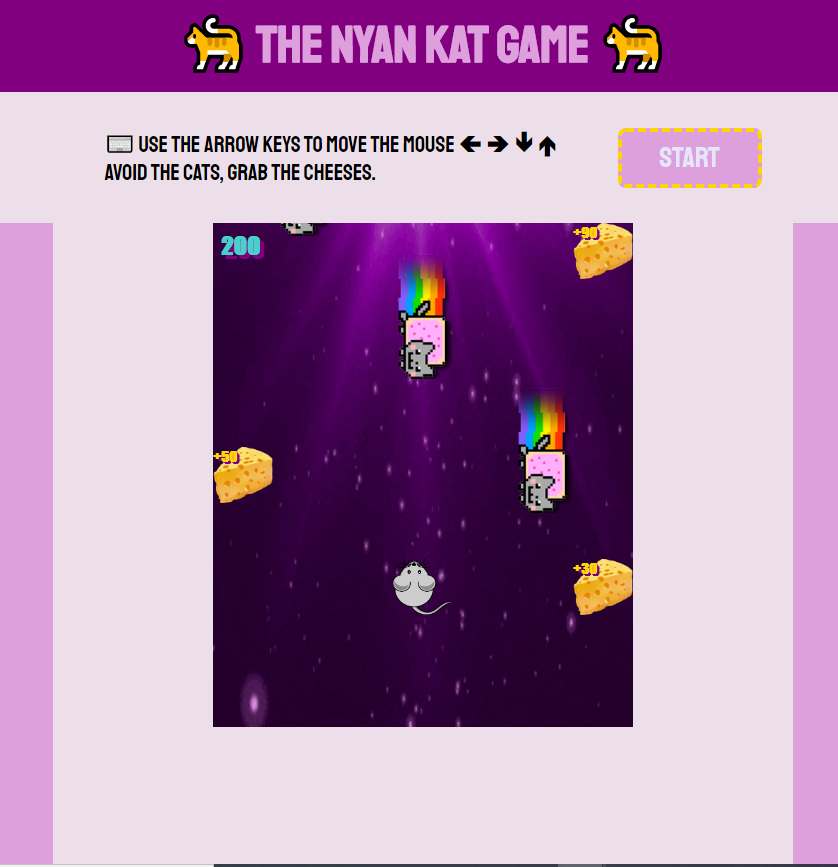 THE NYAN KAT GAME
USE THE ARROW KEYS TO MOVE THE MOUSE ← → ↓ ↑
AVOID THE CATS, GRAB THE CHEESES.
START
200
+90
+50
+30